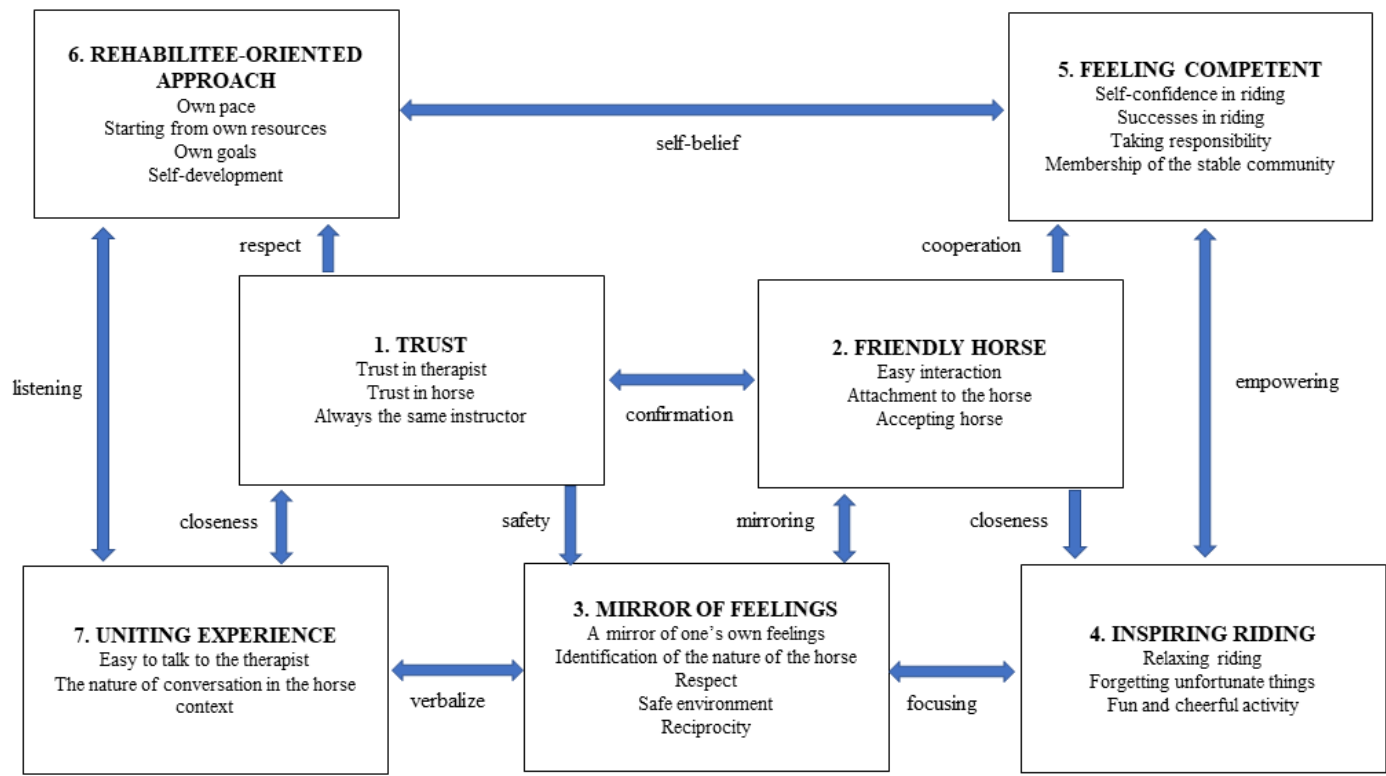 6. REHABILITEE-ORIENTED
APPROACH
Own pace
Starting from own resources
Own goals
Self-development
5. FEELING COMPETENT
Self-confidence in riding
Successes in riding
Taking responsibility
Membership of the stable community
self-belief
respect
cooperation
1. TRUST
Trust in therapist
Trust in horse
Always the same instructor
2. FRIENDLY HORSE
Easy interaction
Attachment to the horse
Accepting horse
listening
confirmation
empowering
closeness
safety
mirroring
closeness
7. UNITING EXPERIENCE
Easy to talk to the therapist
The nature of conversation in the horse
context
3. MIRROR OF FEELINGS
A mirror of one’s own feelings
Identification of the nature of the horse
Respect
Safe environment
Reciprocity
4. INSPIRING RIDING
Relaxing riding
Forgetting unfortunate things
Fun and cheerful activity
verbalize
focusing